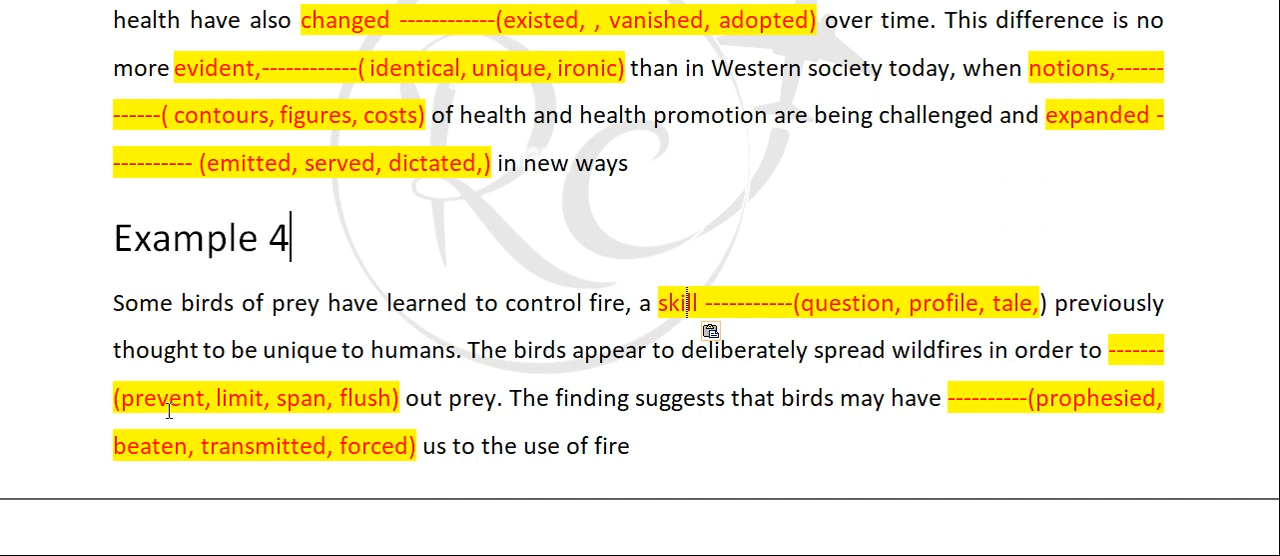 health have also changed ------------(existed, , vanished, adopted) over time. This difference is no
more evident,------------( identical, unique, ironic) than in Western society today, when notions,------
------( contours, figures, costs) of health and health promotion are being challenged and expanded -
---------- (emitted, served, dictated,) in new ways
Example 4
Some birds of prey have learned to control fire, a skill -----------(question, profile, tale,) previously
thought to be unique to humans. The birds appear to deliberately spread wildfires in order to -------
(prevent, limit, span, flush) out prey. The finding suggests that birds may have ----------(prophesied,
beaten, transmitted, forced) us to the use of fire
RC